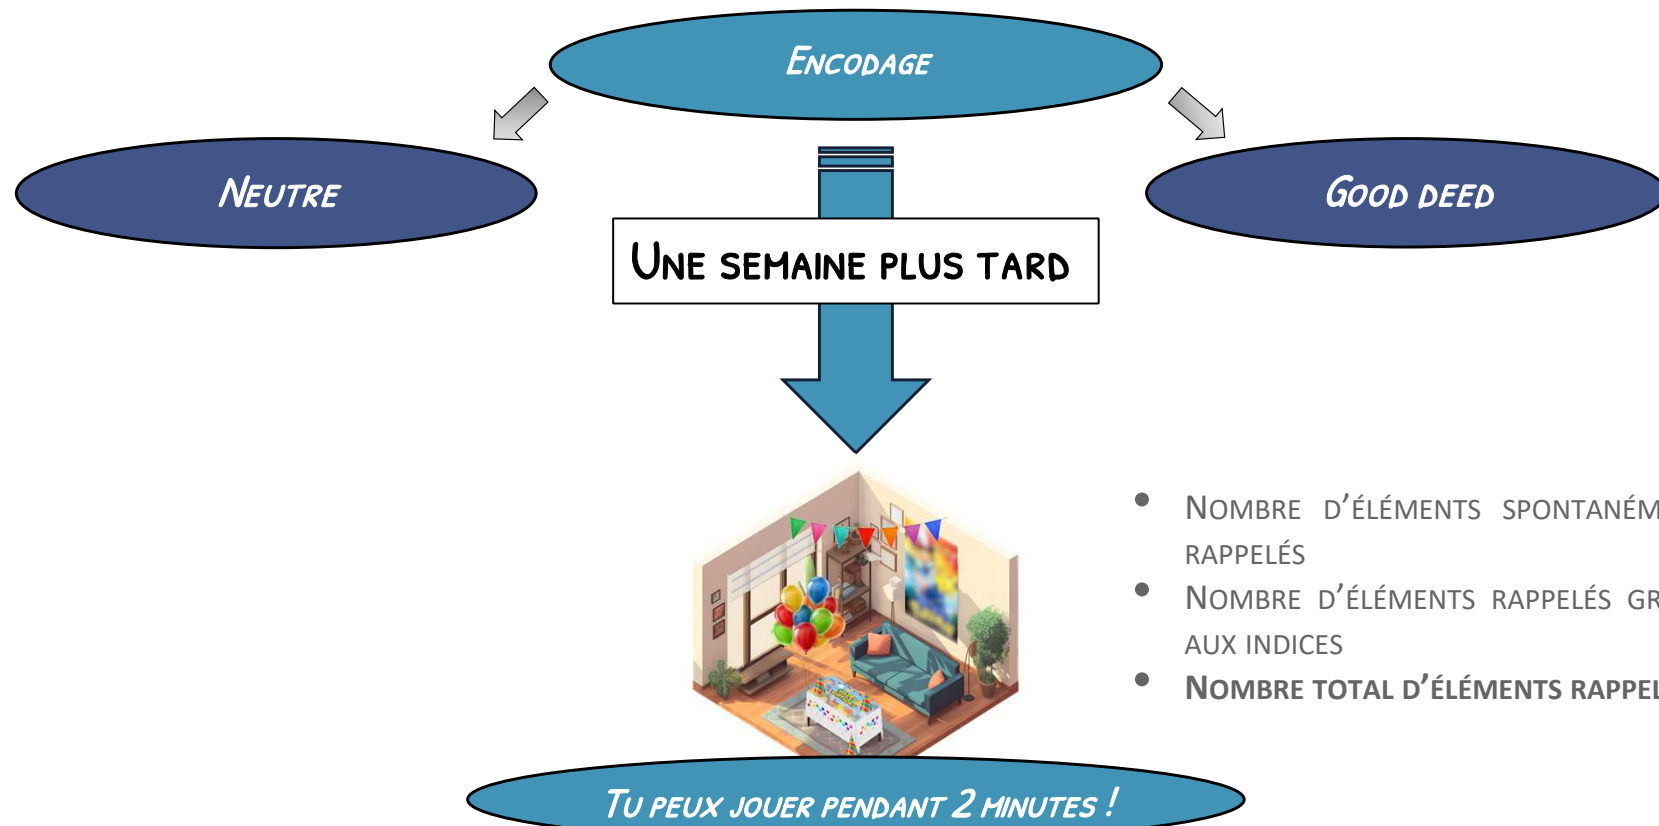 ENCODAGE
NEUTRE
GOOD DEED
UNE SEMAINE PLUS TARD
• NOMBRE D'ÉLÉMENTS SPONTANÉM
RAPPELÉS
• NOMBRE D'ÉLÉMENTS RAPPELÉS GR
AUX INDICES
• NOMBRE TOTAL D'ÉLÉMENTS RAPPEL
TU PEUX JOUER PENDANT 2 MINUTES !